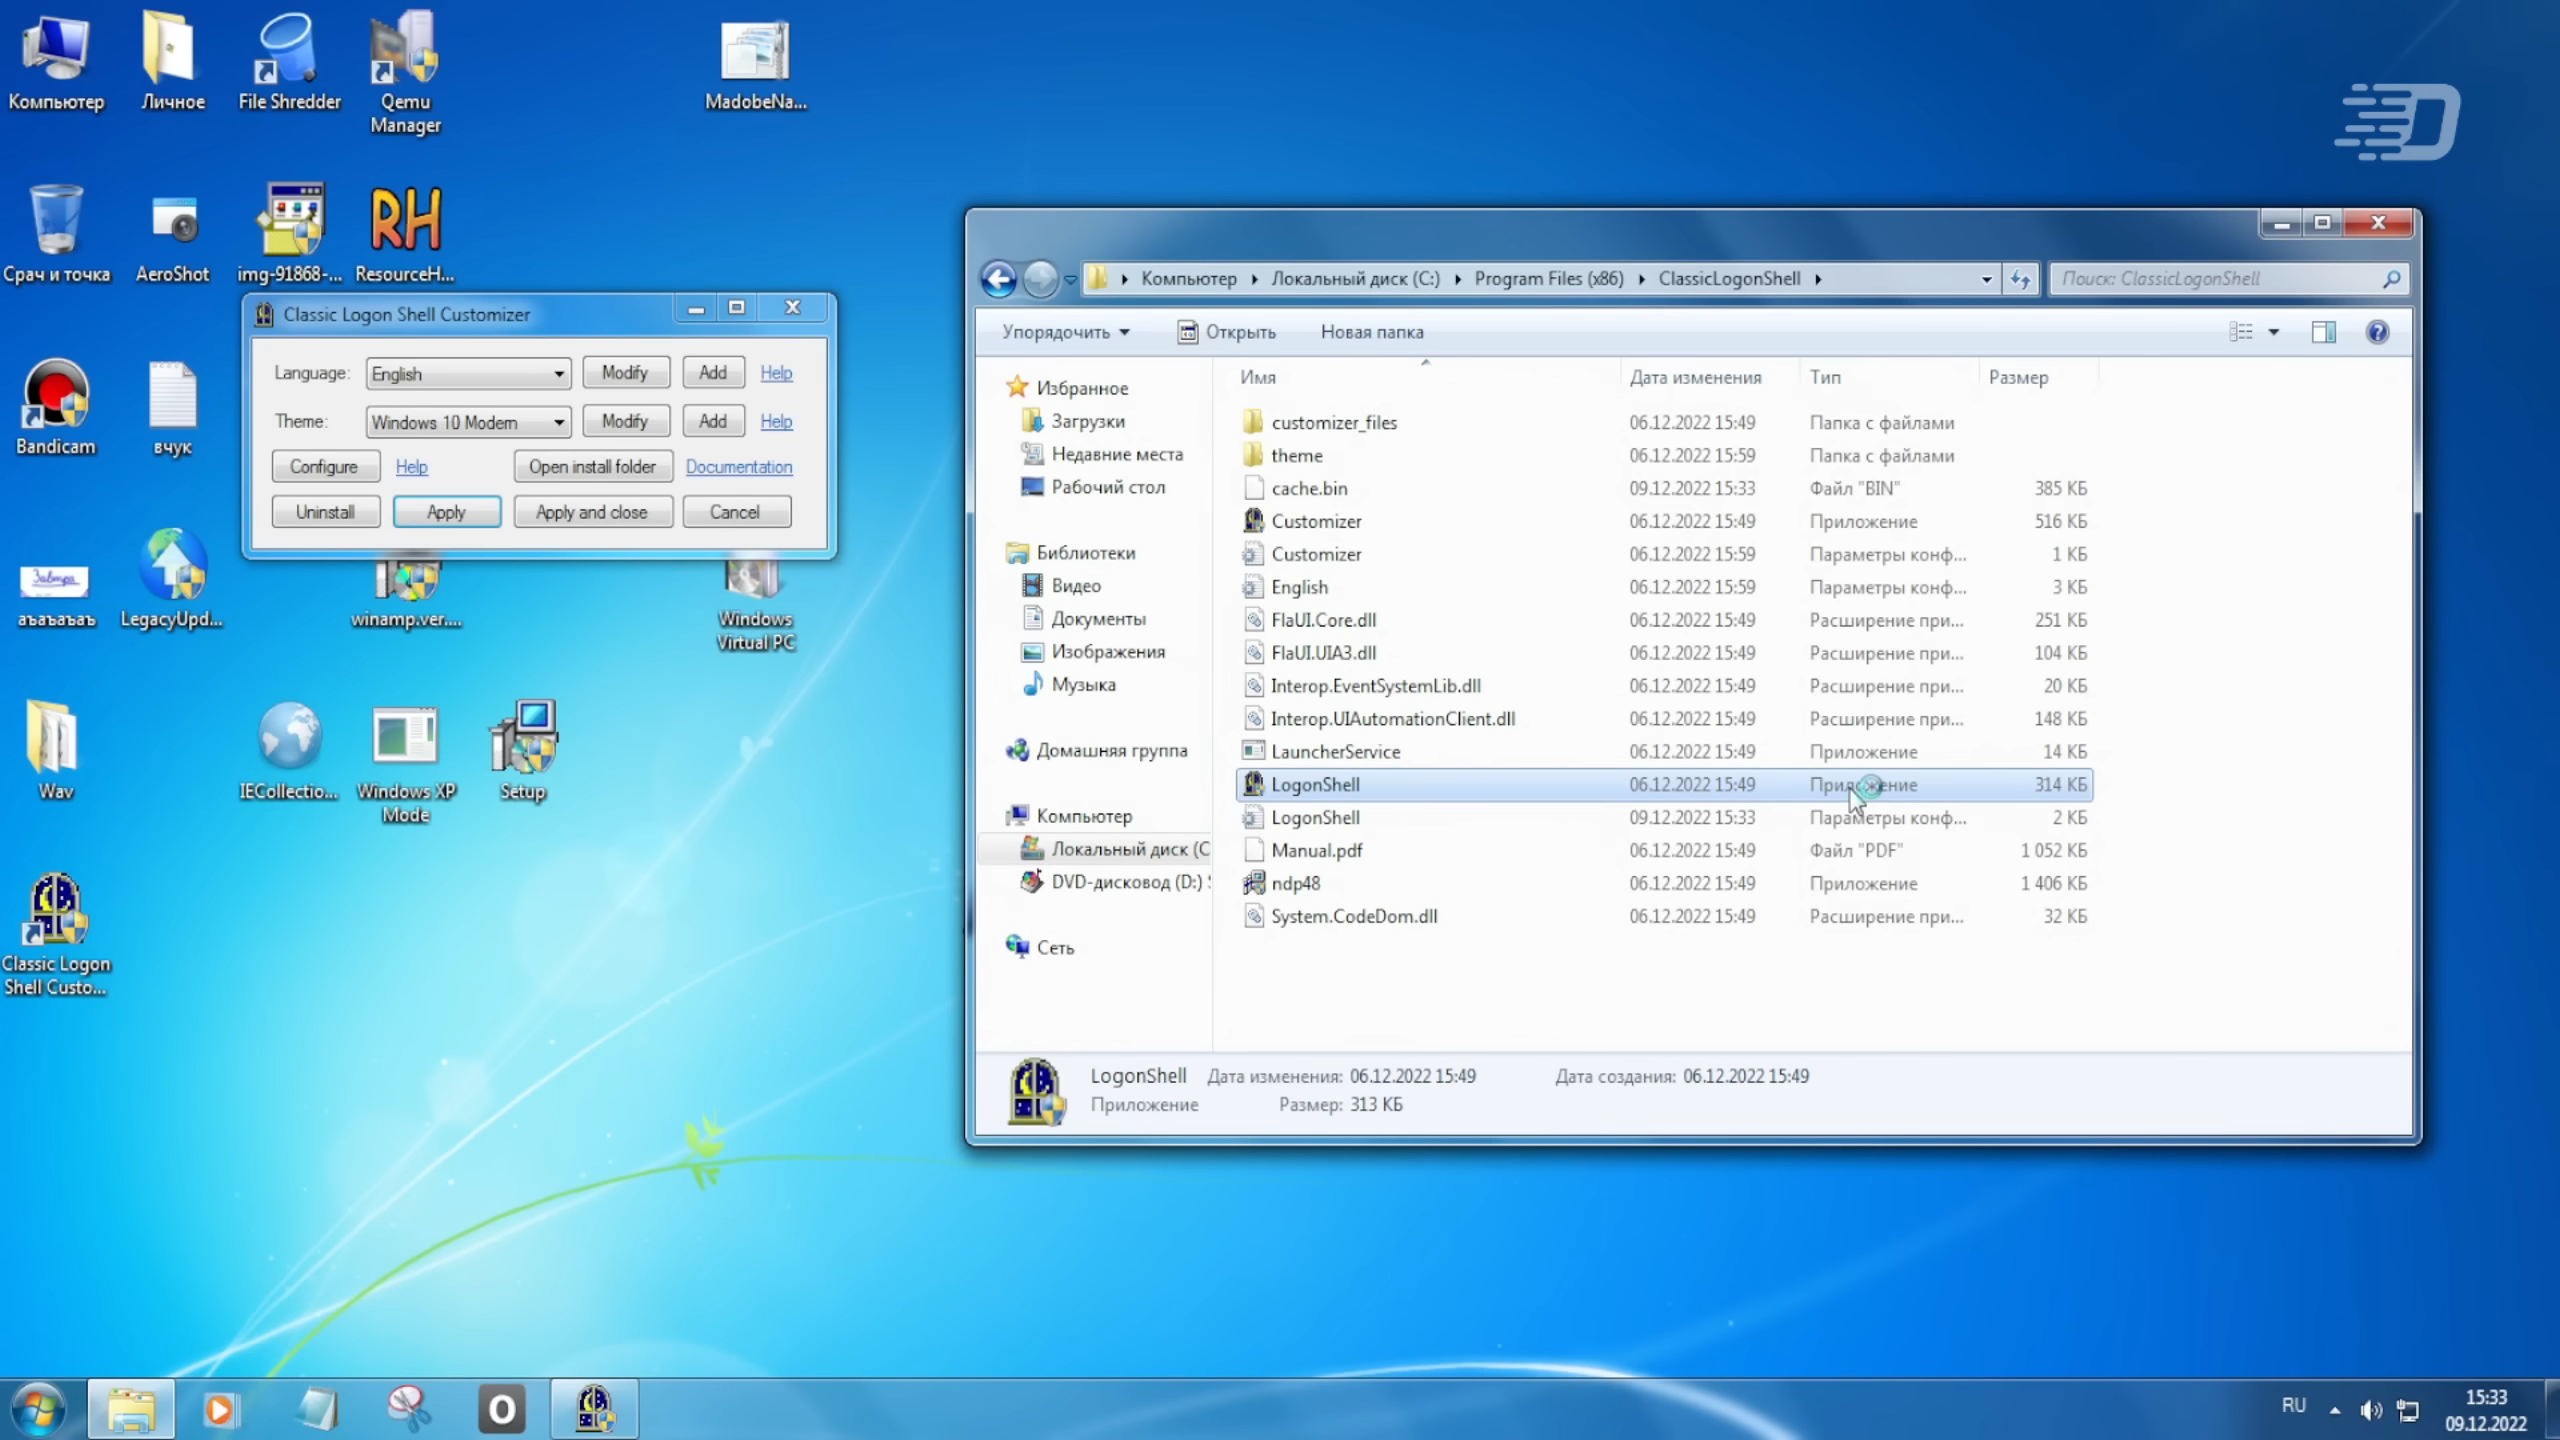 Компьютер
Личное
File Shredder
Qemu
Manager
MadobeNa...
Срач и точка
AeroShot
img-91868-...
ResourceH...
Bandicam
вчук
Завтра
аъаъаъаъ
LegacyUpd...
winamp.ver....
Windows
Virtual PC
Wav
IECollectio...
Windows XP
Mode
Setup
Classic Logon
Shell Custo...
Classic Logon Shell Customizer
Language: English Modify Add Help
Theme: Windows 10 Modern Modify Add Help
Configure Help Open install folder Documentation
Uninstall Apply Apply and close Cancel
Компьютер Локальный диск (C:) Program Files (x86) ClassicLogonShell Поиск: ClassicLogonShell
Упорядочить Открыть Новая папка
Избранное
Загрузки
Недавние места
Рабочий стол
Библиотеки
Видео
Документы
Изображения
Музыка
Домашняя группа
Компьютер
Локальный диск (C
DVD-дисковод (D:)
Сеть
Имя Дата изменения Тип Размер
customizer_files 06.12.2022 15:49 Папка с файлами
theme 06.12.2022 15:59 Папка с файлами
cache.bin 09.12.2022 15:33 Файл "BIN" 385 КБ
Customizer 06.12.2022 15:49 Приложение 516 КБ
Customizer 06.12.2022 15:59 Параметры конф... 1 КБ
English 06.12.2022 15:59 Параметры конф... 3 КБ
FlaUI.Core.dll 06.12.2022 15:49 Расширение при... 251 КБ
FlaUI.UIA3.dll 06.12.2022 15:49 Расширение при... 104 КБ
Interop.EventSystemLib.dll 06.12.2022 15:49 Расширение при... 20 КБ
Interop.UIAutomationClient.dll 06.12.2022 15:49 Расширение при... 148 КБ
LauncherService 06.12.2022 15:49 Приложение 14 КБ
LogonShell 06.12.2022 15:49 Приложение 314 КБ
LogonShell 09.12.2022 15:33 Параметры конф... 2 КБ
Manual.pdf 06.12.2022 15:49 Файл "PDF" 1 052 КБ
ndp48 06.12.2022 15:49 Приложение 1 406 КБ
System.CodeDom.dll 06.12.2022 15:49 Расширение при... 32 КБ
LogonShell Дата изменения: 06.12.2022 15:49 Дата создания: 06.12.2022 15:49
Приложение Размер: 313 КБ
RU
15:33
09.12.2022